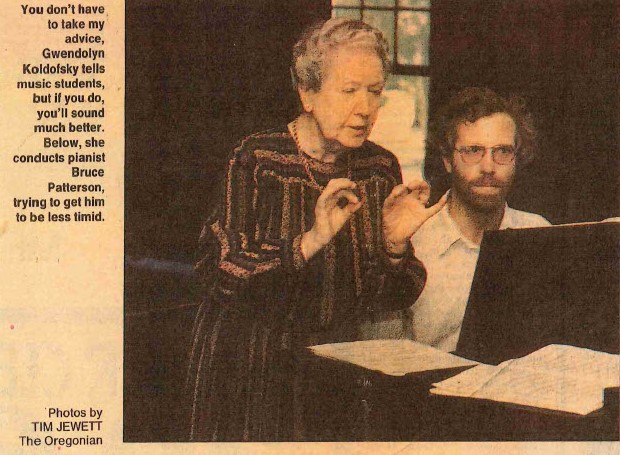 You don't have
to take my
advice,
Gwendolyn
Koldofsky tells
music students,
but if you do,
you'll sound
much better.
Below, she
conducts pianist
Bruce
Patterson,
trying to get him
to be less timid.
Photos by
TIM JEWETT
The Oregonian